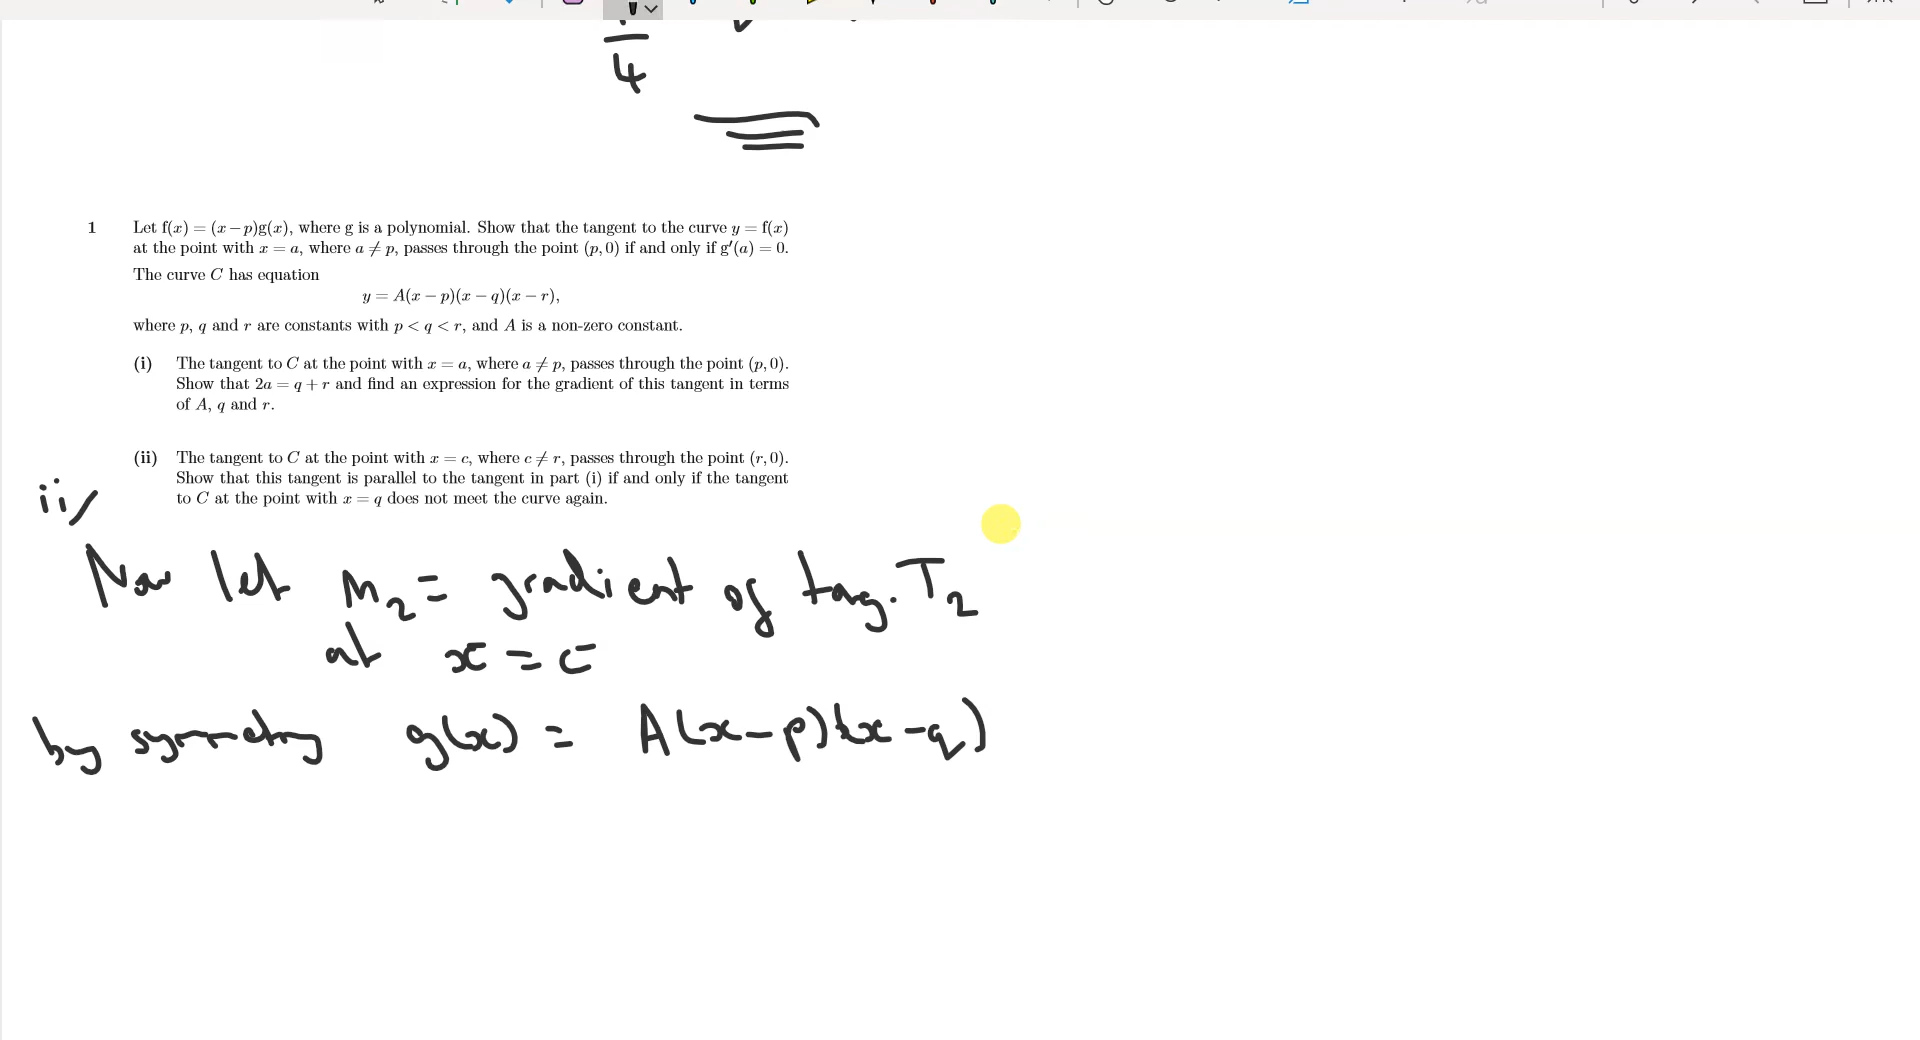 4
1 Let f(x) = (x − p)g(x), where g is a polynomial. Show that the tangent to the curve y = f(x)
at the point with x = a, where a ≠ p, passes through the point (p, 0) if and only if g′(a) = 0.
The curve C has equation
y = A(x − p)(x − q)(x − r),
where p, q and r are constants with p < q < r, and A is a non-zero constant.
(i) The tangent to C at the point with x = a, where a ≠ p, passes through the point (p, 0).
Show that 2a = q + r and find an expression for the gradient of this tangent in terms
of A, q and r.
(ii) The tangent to C at the point with x = c, where c ≠ r, passes through the point (r, 0).
Show that this tangent is parallel to the tangent in part (i) if and only if the tangent
to C at the point with x = q does not meet the curve again.
ii/
Now let M₂ = gradient of tang. T₂
at x = c
by symmetry g(x) = A(x − p)(x − q)